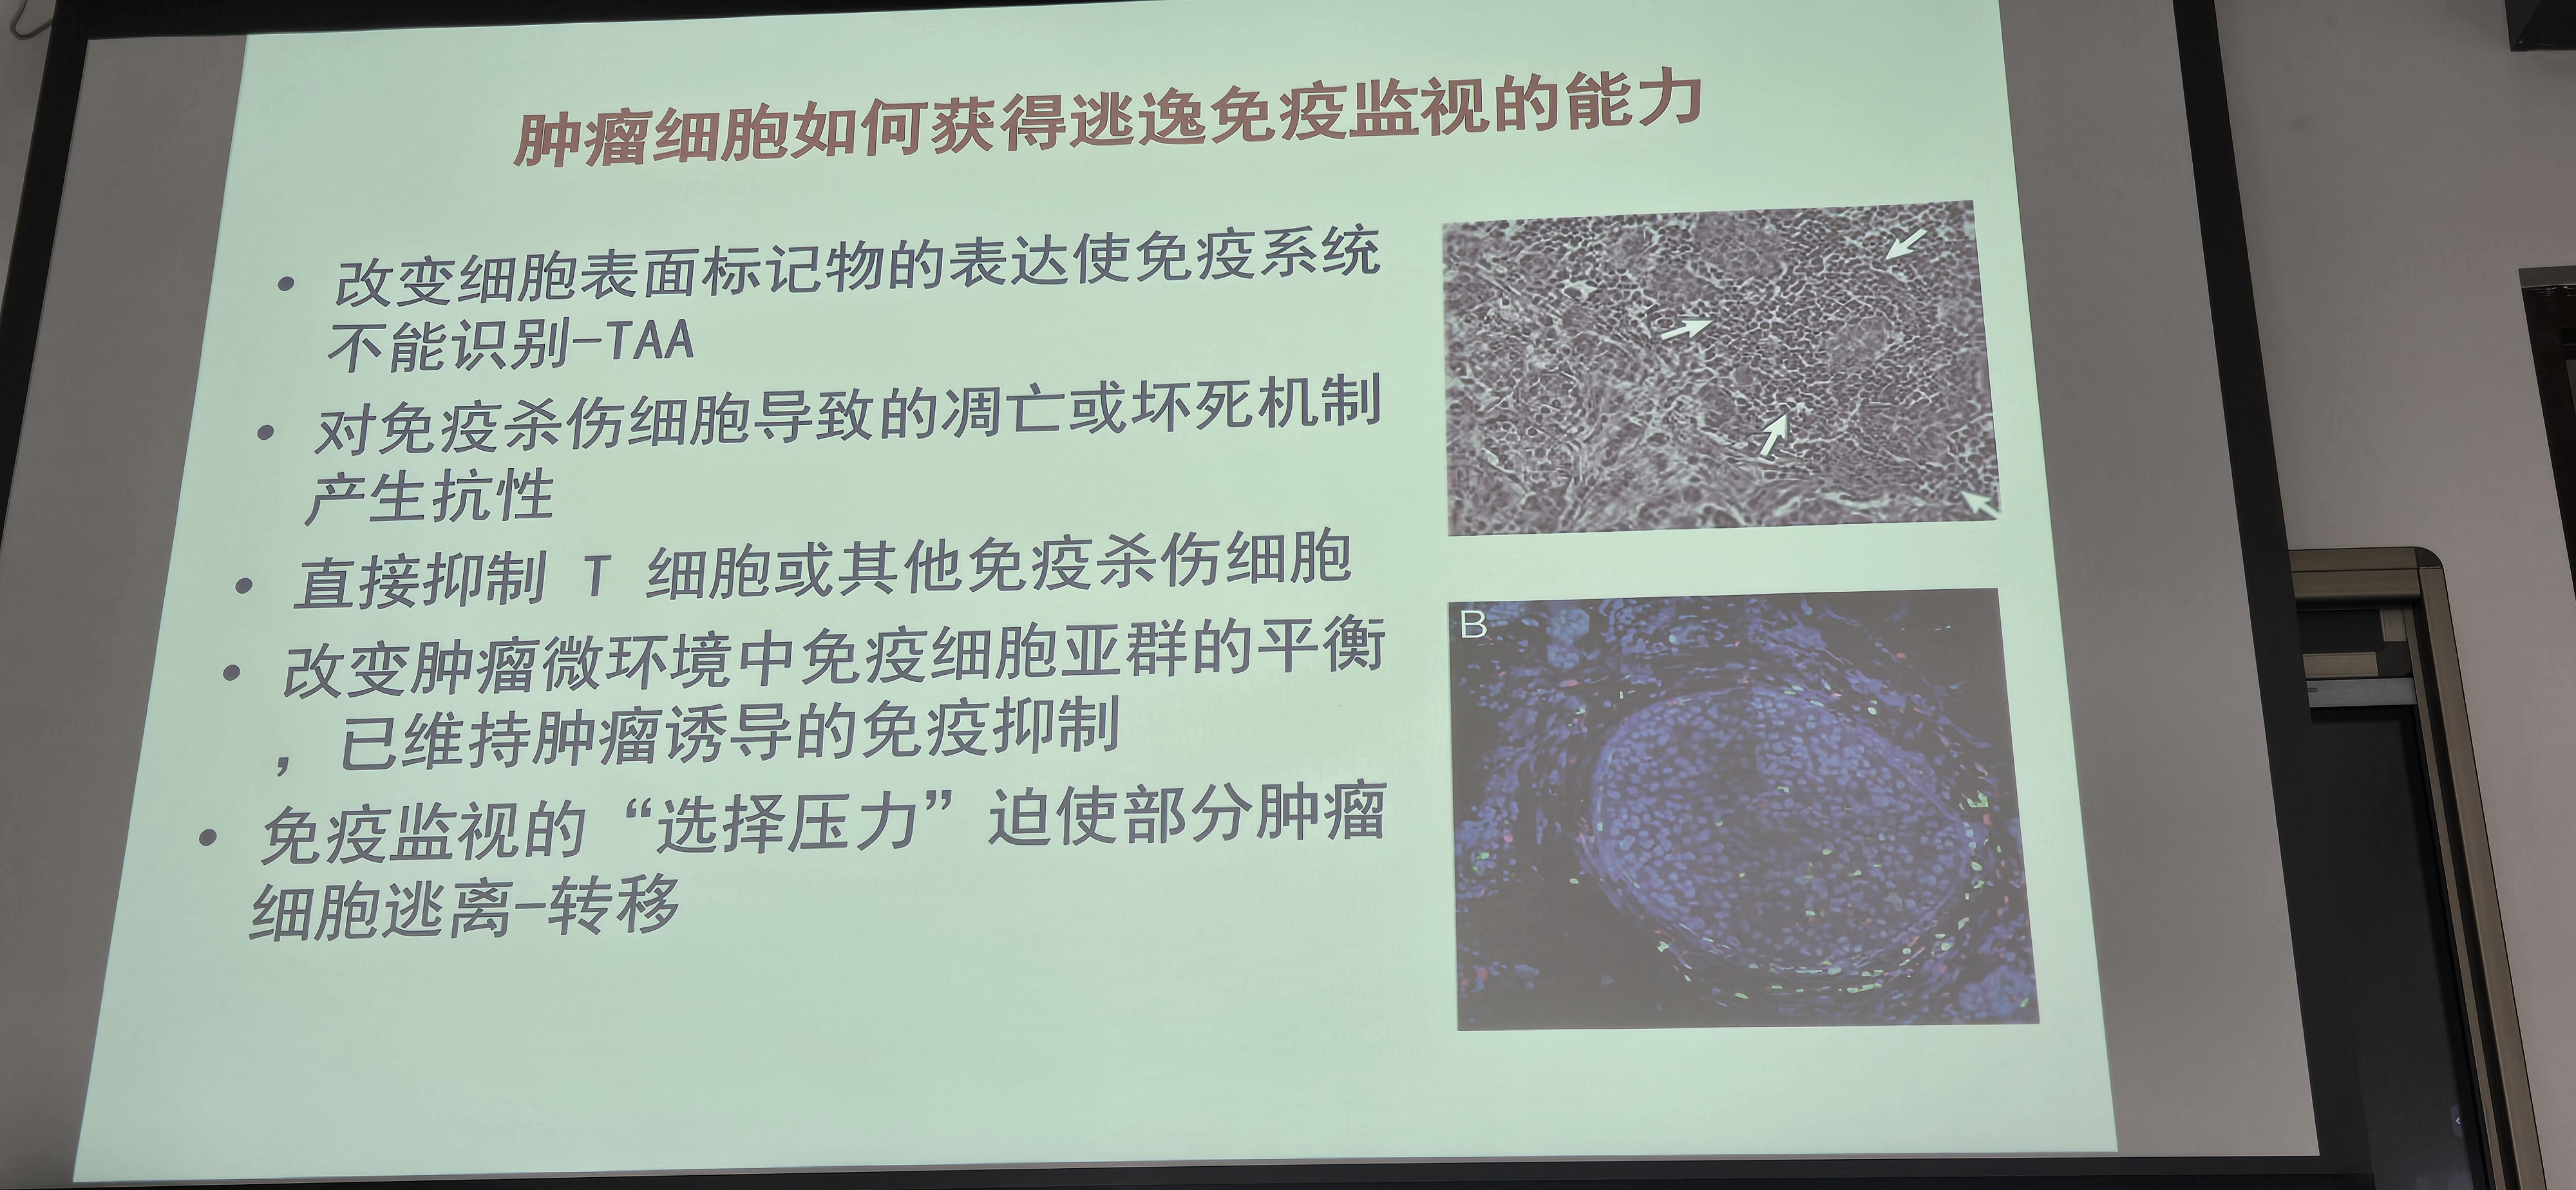 肿瘤细胞如何获得逃逸免疫监视的能力
• 改变细胞表面标记物的表达使免疫系统
不能识别-TAA
• 对免疫杀伤细胞导致的凋亡或坏死机制
产生抗性
• 直接抑制 T 细胞或其他免疫杀伤细胞
• 改变肿瘤微环境中免疫细胞亚群的平衡
，已维持肿瘤诱导的免疫抑制
• 免疫监视的“选择压力”迫使部分肿瘤
细胞逃离-转移
B